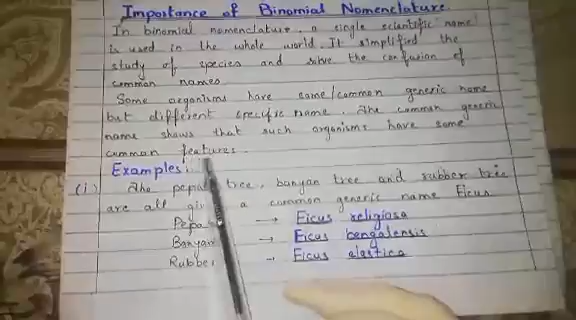 Importance of Binomial Nomenclature.
In binomial nomenclature, a single scientific name
is used in the whole world. It simplified the
study of species and solve the confusion of
common names.
Some organisms have same/common generic name
but different specific name. The common generic
name shows that such organisms have some
common features.
Examples:
(i) The pepal tree, banyan tree and rubber tree
are all giv a common generic name Ficus
Pepa → Ficus religiosa
Banyan → Ficus bengalensis
Rubber → Ficus elastica